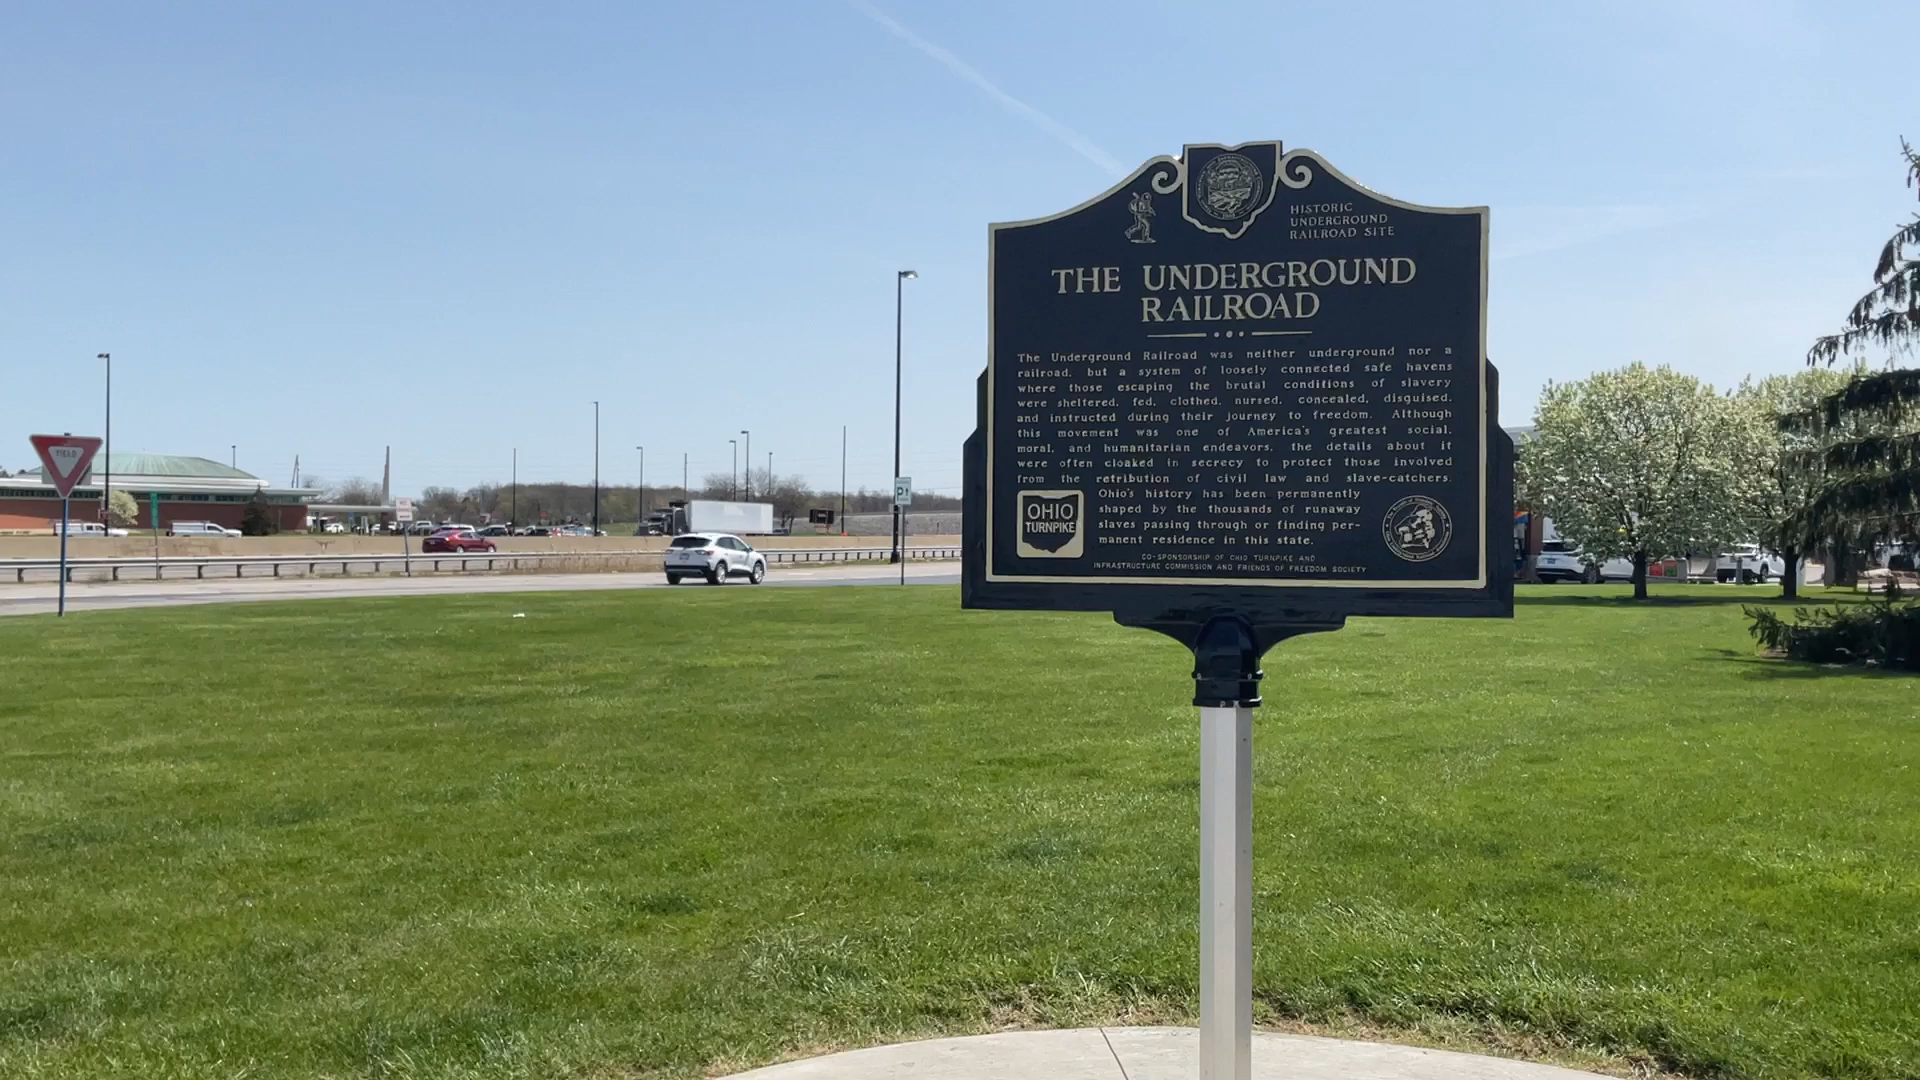 HISTORIC
UNDERGROUND
RAILROAD SITE
THE UNDERGROUND
RAILROAD
The Underground Railroad was neither underground nor a
railroad, but a system of loosely connected safe havens
where those escaping the brutal conditions of slavery
were sheltered, fed, clothed, nursed, concealed, disguised,
and instructed during their journey to freedom. Although
this movement was one of America's greatest social,
moral, and humanitarian endeavors, the details about it
were often cloaked in secrecy to protect those involved
from the retribution of civil law and slave-catchers.
Ohio's history has been permanently
shaped by the thousands of runaway
slaves passing through or finding per-
manent residence in this state.
OHIO
TURNPIKE
CO-SPONSORSHIP OF OHIO TURNPIKE AND
INFRASTRUCTURE COMMISSION AND FRIENDS OF FREEDOM SOCIETY
YIELD
P